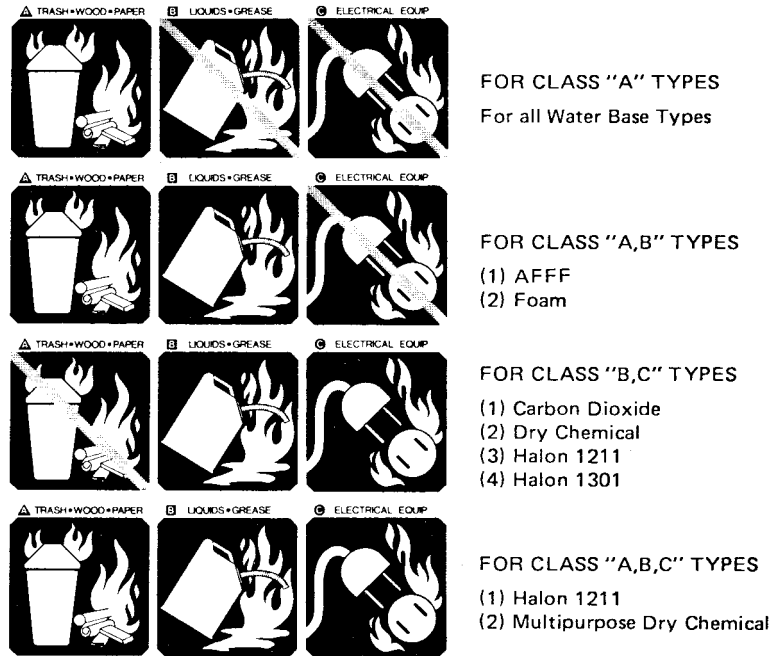 A TRASH•WOOD•PAPER B LIQUIDS•GREASE C ELECTRICAL EQUIP
FOR CLASS "A" TYPES
For all Water Base Types
A TRASH•WOOD•PAPER B LIQUIDS•GREASE C ELECTRICAL EQUIP
FOR CLASS "A,B" TYPES
(1) AFFF
(2) Foam
A TRASH•WOOD•PAPER B LIQUIDS•GREASE C ELECTRICAL EQUIP
FOR CLASS "B,C" TYPES
(1) Carbon Dioxide
(2) Dry Chemical
(3) Halon 1211
(4) Halon 1301
A TRASH•WOOD•PAPER B LIQUIDS•GREASE C ELECTRICAL EQUIP
FOR CLASS "A,B,C" TYPES
(1) Halon 1211
(2) Multipurpose Dry Chemical